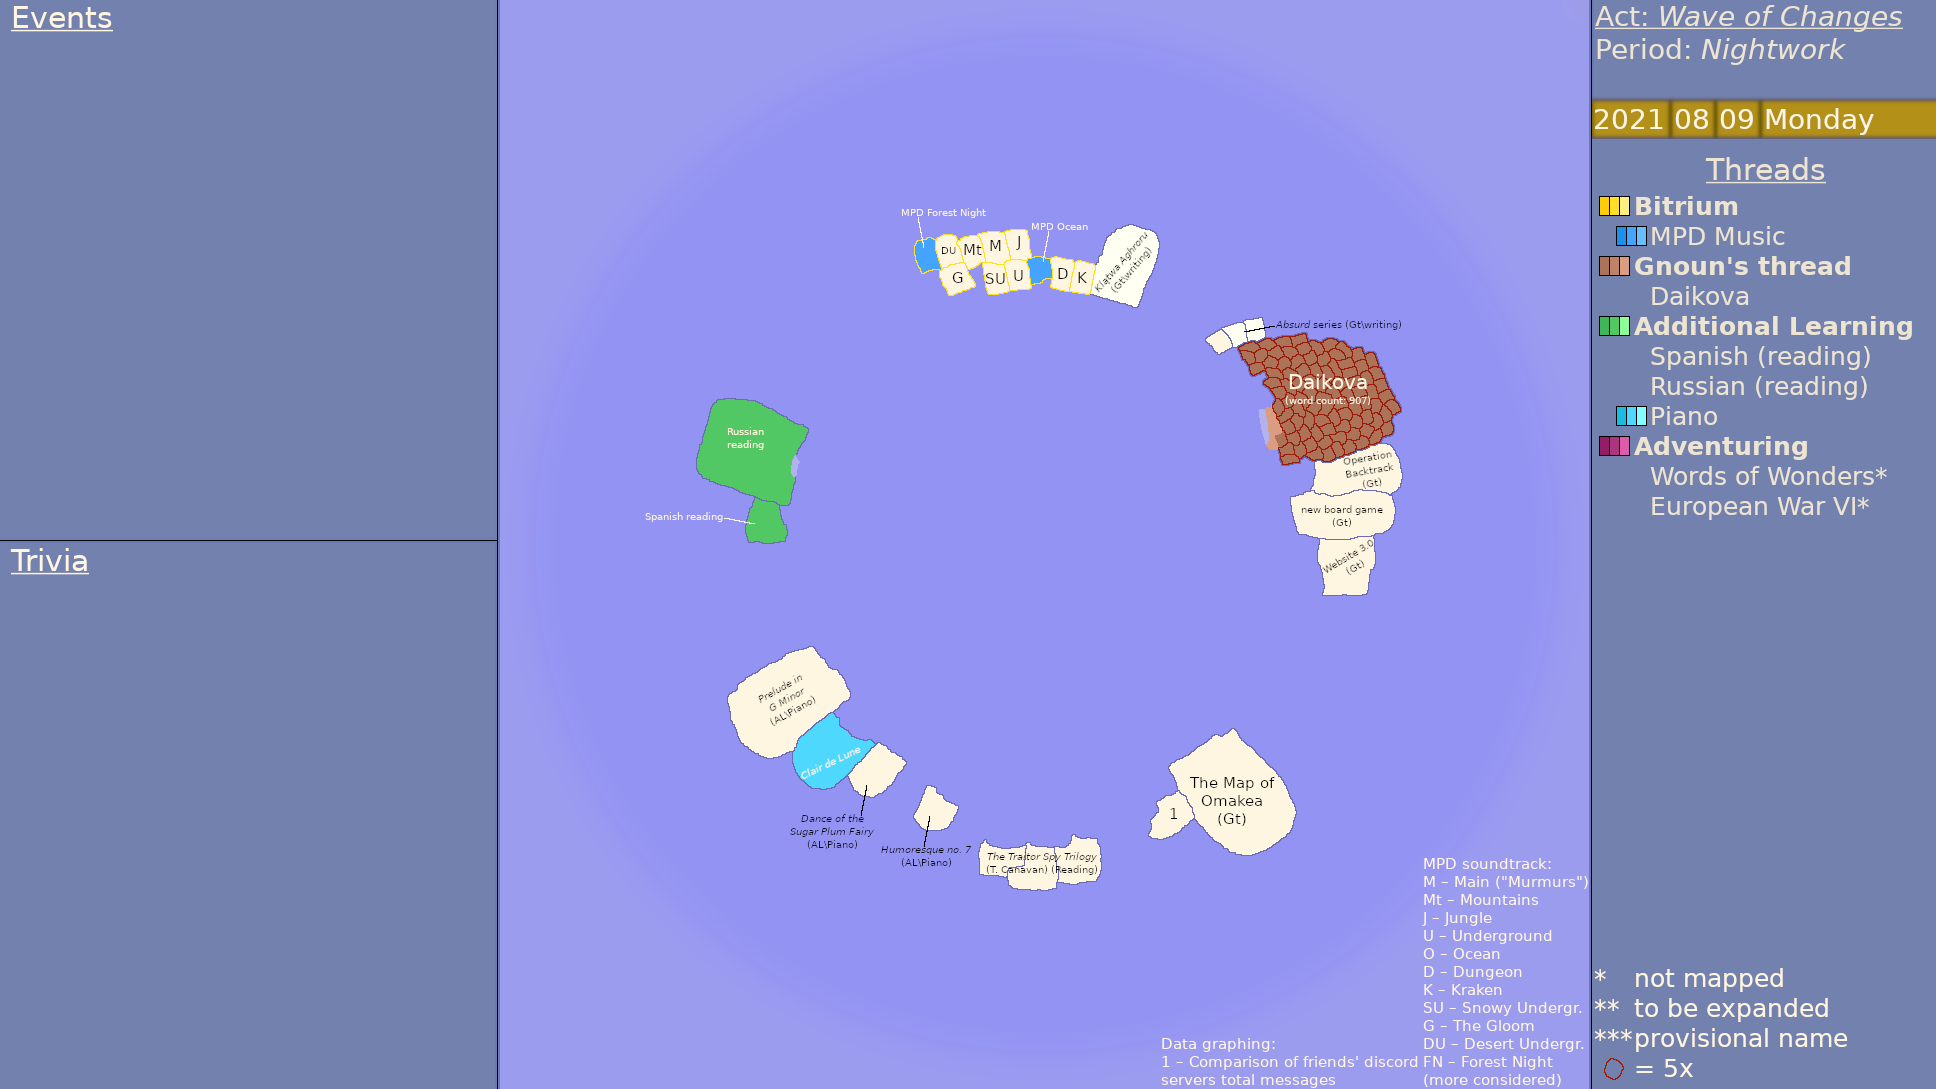 Events
Trivia
MPD Forest Night
MPD Ocean
DU
Mt
M
J
G
SU
U
D
K
Klątwa Aghroru
(Gt\writing)
Absurd series (Gt\writing)
Daikova
(word count: 907)
Operation
Backtrack
(Gt)
new board game
(Gt)
Website 3.0
(Gt)
Russian
reading
Spanish reading
Prelude in
G Minor
(AL\Piano)
Clair de Lune
Dance of the
Sugar Plum Fairy
(AL\Piano)
Humoresque no. 7
(AL\Piano)
The Traitor Spy Trilogy
(T. Canavan) (Reading)
The Map of
Omakea
(Gt)
1
Data graphing:
1 – Comparison of friends' discord
servers total messages
MPD soundtrack:
M – Main ("Murmurs")
Mt – Mountains
J – Jungle
U – Underground
O – Ocean
D – Dungeon
K – Kraken
SU – Snowy Undergr.
G – The Gloom
DU – Desert Undergr.
FN – Forest Night
(more considered)
Act: Wave of Changes
Period: Nightwork
2021 08 09 Monday
Threads
Bitrium
MPD Music
Gnoun's thread
Daikova
Additional Learning
Spanish (reading)
Russian (reading)
Piano
Adventuring
Words of Wonders*
European War VI*
* not mapped
** to be expanded
*** provisional name
= 5x